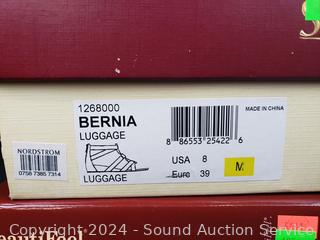 1268000
BERNIA
LUGGAGE
MADE IN CHINA
8 86553 25422 6
NORDSTROM
0758 7385 7314
LUGGAGE
USA 8
Euro 39
M
Copyright 2024 - Sound Auction Service